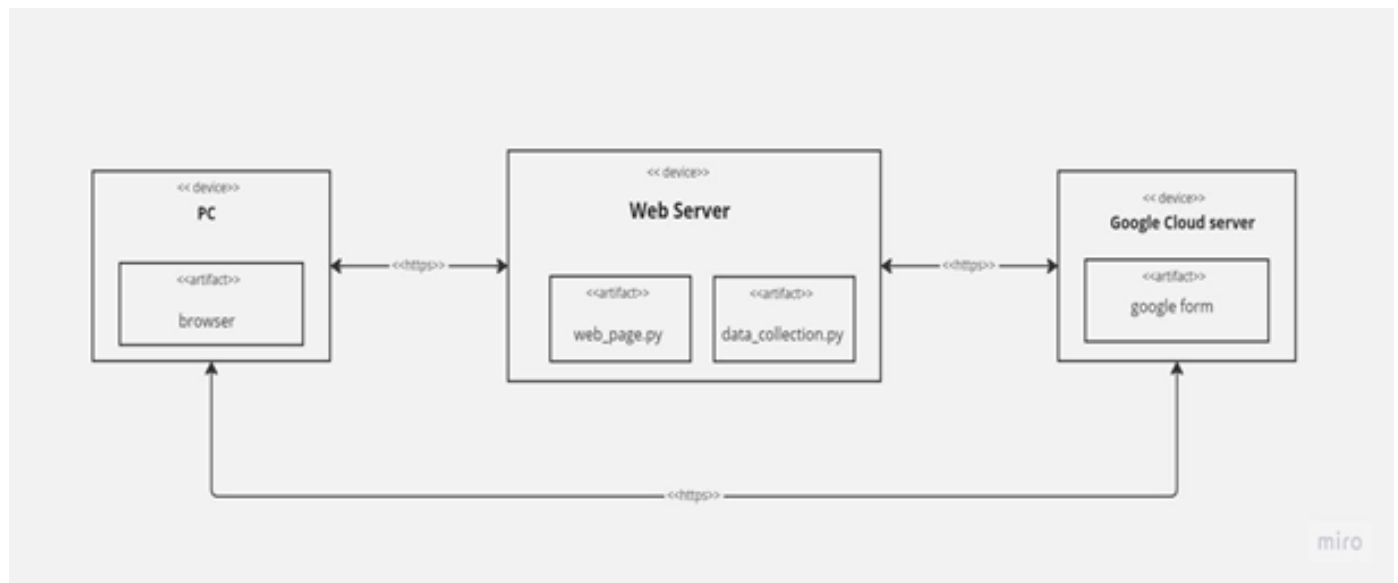 << device>>
PC
<<artifact>>
browser
<<https>>
<< device>>
Web Server
<<artifact>>
web_page.py
<<artifact>>
data_collection.py
<<https>>
<< device>>
Google Cloud server
<<artifact>>
google form
<<https>>
miro